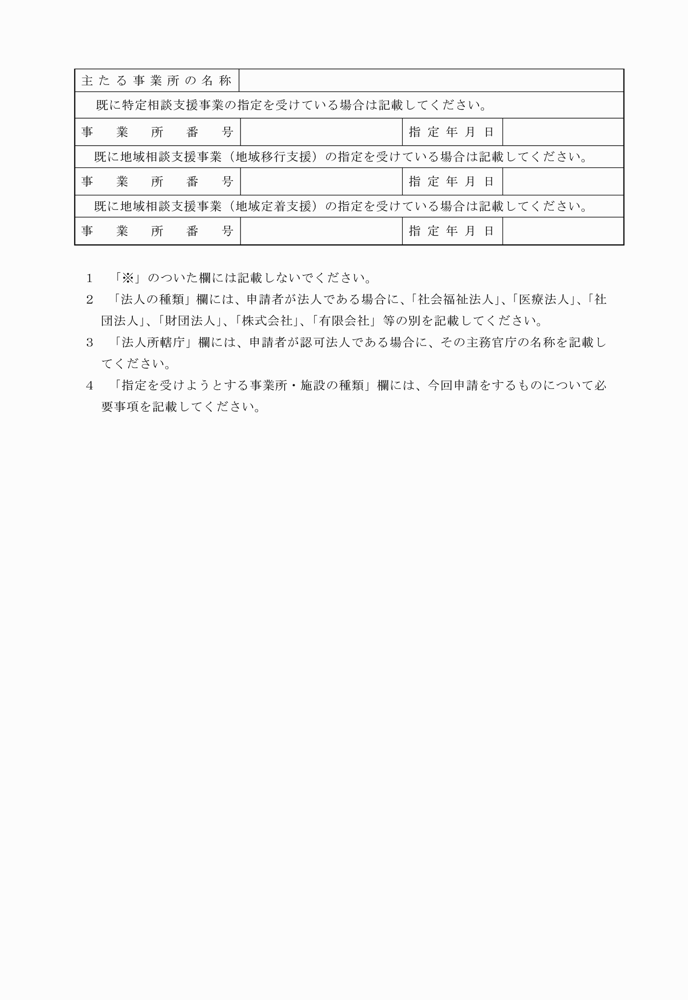 主たる事業所の名称
既に特定相談支援事業の指定を受けている場合は記載してください。
事業所番号 指定年月日
既に地域相談支援事業（地域移行支援）の指定を受けている場合は記載してください。
事業所番号 指定年月日
既に地域相談支援事業（地域定着支援）の指定を受けている場合は記載してください。
事業所番号 指定年月日
１　「※」のついた欄には記載しないでください。
２　「法人の種類」欄には、申請者が法人である場合に、「社会福祉法人」、「医療法人」、「社
団法人」、「財団法人」、「株式会社」、「有限会社」等の別を記載してください。
３　「法人所轄庁」欄には、申請者が認可法人である場合に、その主務官庁の名称を記載し
てください。
４　「指定を受けようとする事業所・施設の種類」欄には、今回申請をするものについて必
要事項を記載してください。